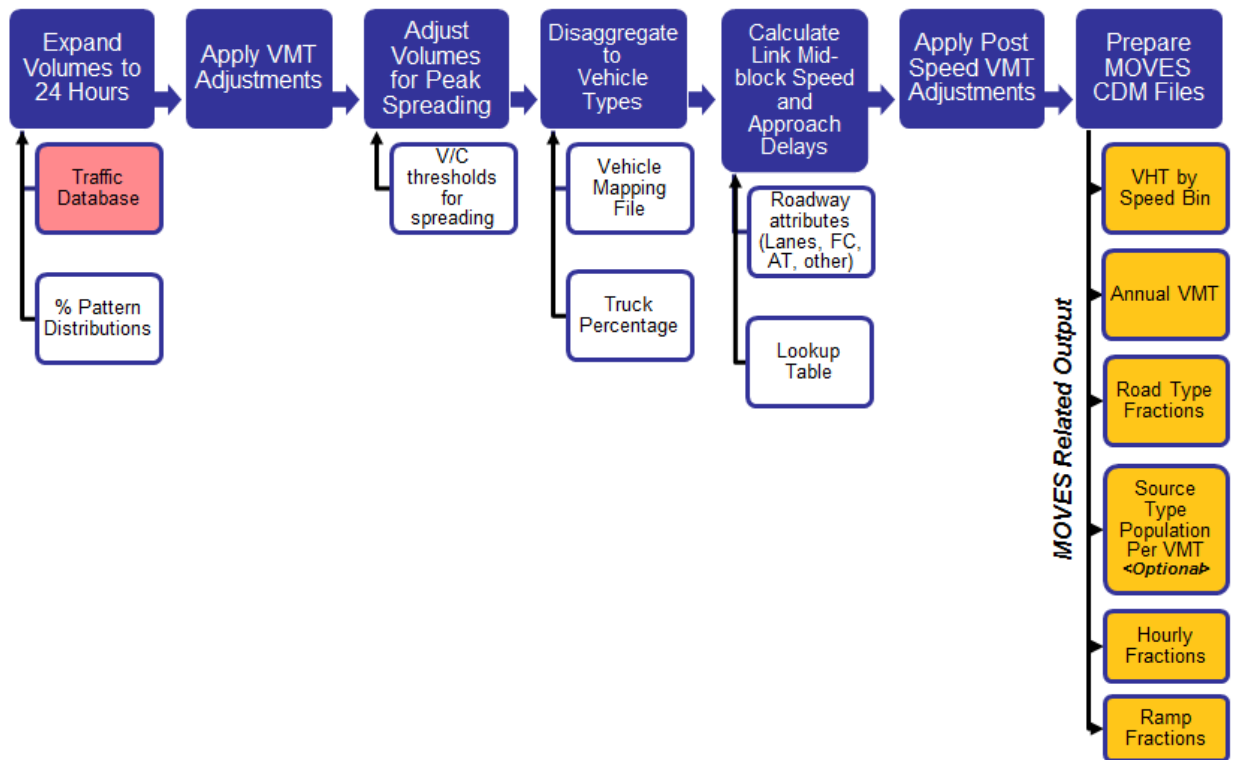 Expand
Volumes to
24 Hours
Apply VMT
Adjustments
Adjust
Volumes
for Peak
Spreading
Disaggregate
to
Vehicle
Types
Calculate
Link Mid-
block Speed
and
Approach
Delays
Apply Post
Speed VMT
Adjustments
Prepare
MOVES
CDM Files
Traffic
Database
% Pattern
Distributions
V/C
thresholds
for
spreading
Vehicle
Mapping
File
Truck
Percentage
Roadway
attributes
(Lanes, FC,
AT, other)
Lookup
Table
MOVES Related Output
VHT by
Speed Bin
Annual VMT
Road Type
Fractions
Source
Type
Population
Per VMT
<Optional>
Hourly
Fractions
Ramp
Fractions